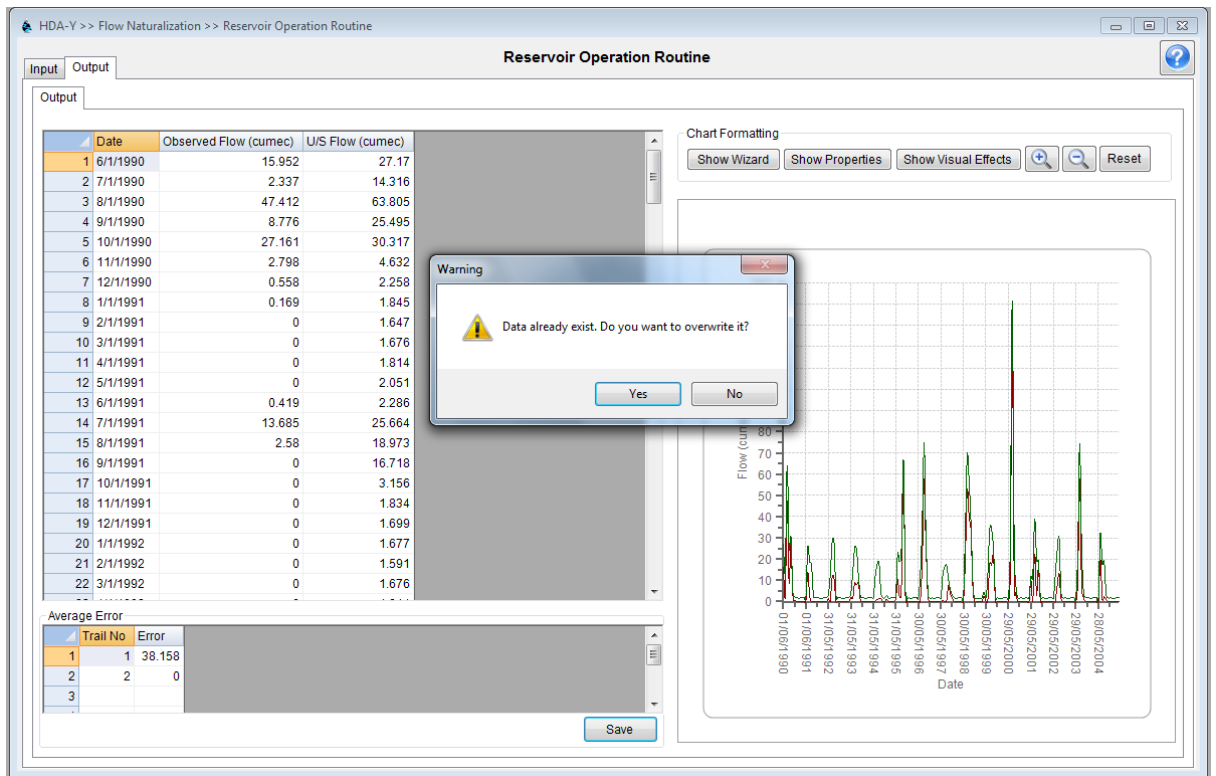 HDA-Y >> Flow Naturalization >> Reservoir Operation Routine
Reservoir Operation Routine
Input Output
Output
Date Observed Flow (cumec) U/S Flow (cumec)
1 6/1/1990 15.952 27.17
2 7/1/1990 2.337 14.316
3 8/1/1990 47.412 63.805
4 9/1/1990 8.776 25.495
5 10/1/1990 27.161 30.317
6 11/1/1990 2.798 4.632
7 12/1/1990 0.558 2.258
8 1/1/1991 0.169 1.845
9 2/1/1991 0 1.647
10 3/1/1991 0 1.676
11 4/1/1991 0 1.814
12 5/1/1991 0 2.051
13 6/1/1991 0.419 2.286
14 7/1/1991 13.685 25.664
15 8/1/1991 2.58 18.973
16 9/1/1991 0 16.718
17 10/1/1991 0 3.156
18 11/1/1991 0 1.834
19 12/1/1991 0 1.699
20 1/1/1992 0 1.677
21 2/1/1992 0 1.591
22 3/1/1992 0 1.676
Average Error
Trail No Error
1 1 38.158
2 2 0
3
Save
Chart Formatting
Show Wizard Show Properties Show Visual Effects Reset
Warning
Data already exist. Do you want to overwrite it?
Yes No
80
70
60
50
40
30
20
10
0
Flow
01/06/1990
01/06/1991
31/05/1992
31/05/1993
31/05/1994
31/05/1995
30/05/1996
30/05/1997
30/05/1998
30/05/1999
29/05/2000
29/05/2001
29/05/2002
29/05/2003
28/05/2004
Date